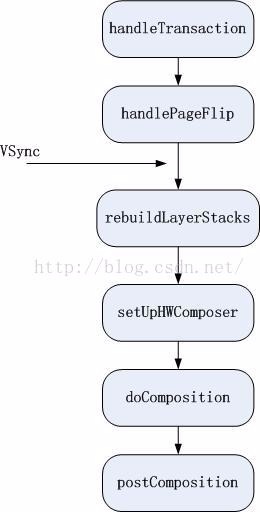 handleTransaction
handlePageFlip
VSync
rebuildLayerStacks
http://blog.csdn.net/
setUpHWComposer
doComposition
postComposition